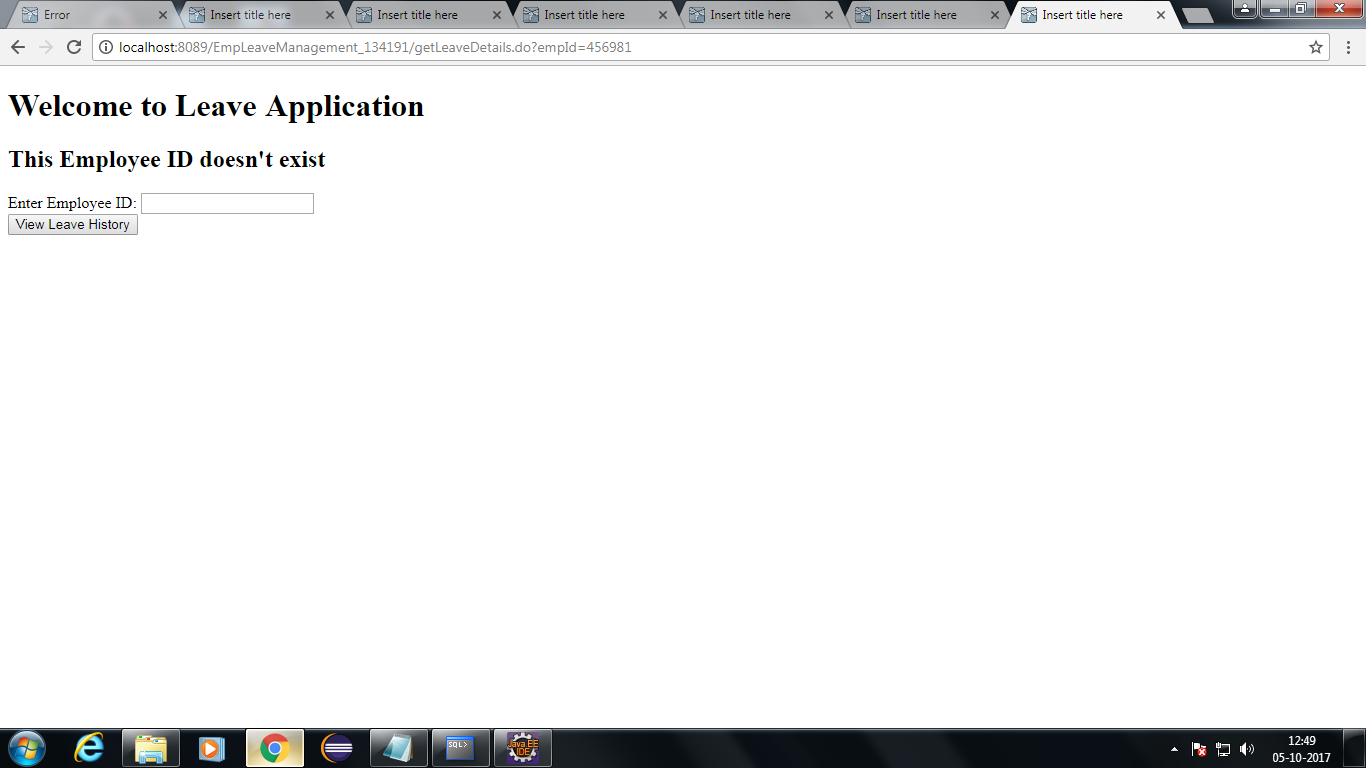 Error
Insert title here
Insert title here
Insert title here
Insert title here
Insert title here
Insert title here
localhost:8089/EmpLeaveManagement_134191/getLeaveDetails.do?empId=456981
Welcome to Leave Application
This Employee ID doesn't exist
Enter Employee ID:
View Leave History
SQL>
Java EE
IDE
12:49
05-10-2017